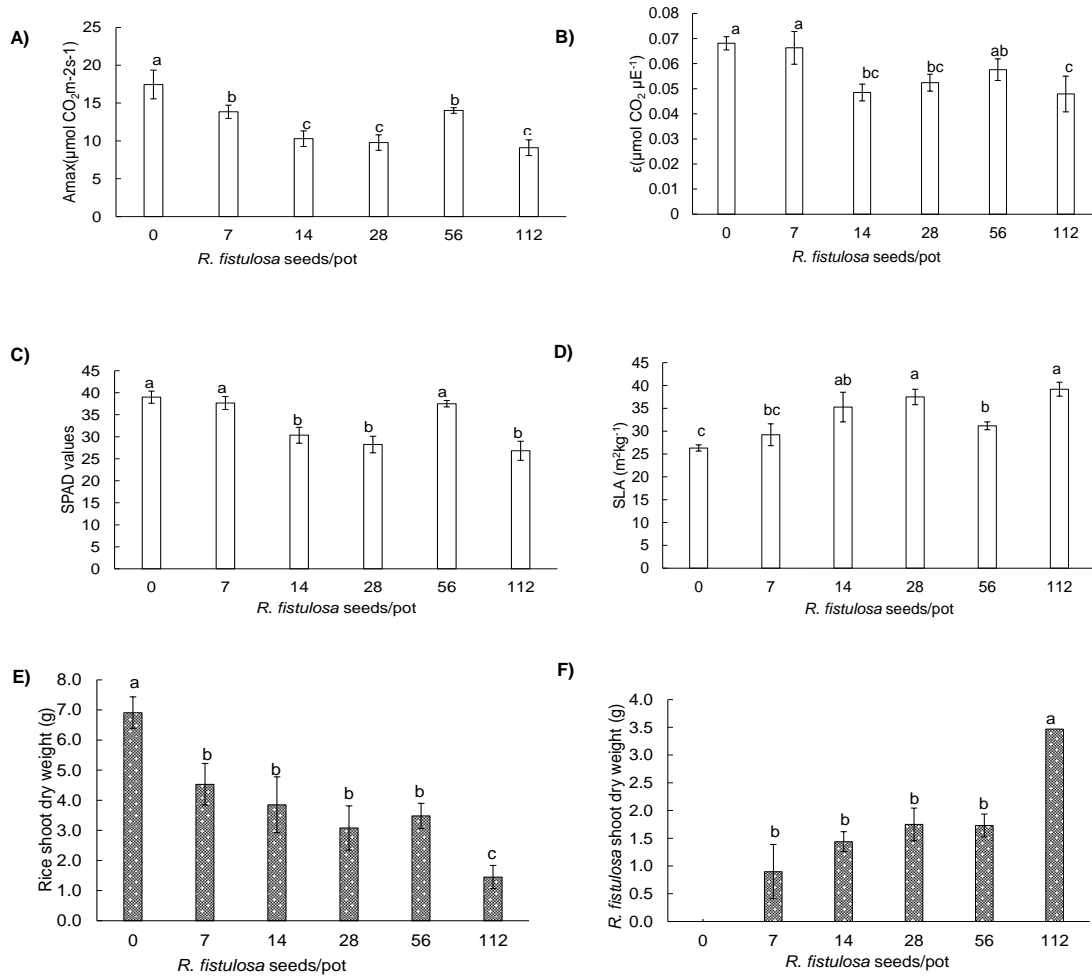 A)
Amax(µmol CO₂m-2s-1)
25
20
15
10
5
0
a
b
c
c
b
c
0 7 14 28 56 112
R. fistulosa seeds/pot
B)
ε(µmol CO₂ µE⁻¹)
0.08
0.07
0.06
0.05
0.04
0.03
0.02
0.01
0
a
a
bc
bc
ab
c
0 7 14 28 56 112
R. fistulosa seeds/pot
C)
SPAD values
45
40
35
30
25
20
15
10
5
0
a
a
b
b
a
b
0 7 14 28 56 112
R. fistulosa seeds/pot
D)
SLA (m²kg⁻¹)
45
40
35
30
25
20
15
10
5
0
c
bc
ab
a
b
a
0 7 14 28 56 112
R. fistulosa seeds/pot
E)
Rice shoot dry weight (g)
8.0
7.0
6.0
5.0
4.0
3.0
2.0
1.0
0.0
a
b
b
b
b
c
0 7 14 28 56 112
R. fistulosa seeds/pot
F)
R. fistulosa shoot dry weight (g)
4.0
3.5
3.0
2.5
2.0
1.5
1.0
0.5
0.0
b
b
b
b
a
0 7 14 28 56 112
R. fistulosa seeds/pot